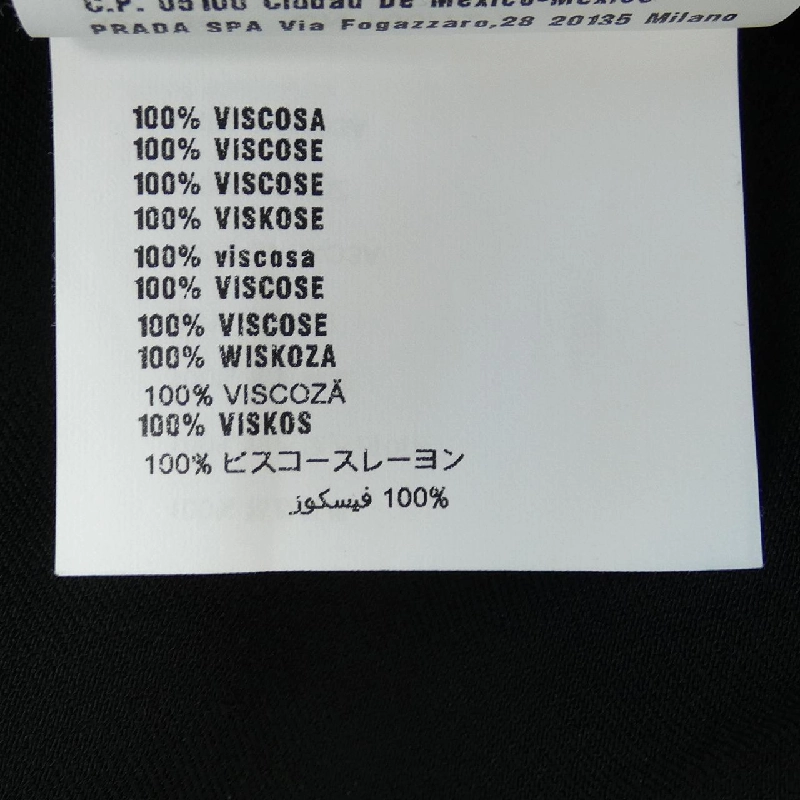 C.P. 05100 Ciudad De Mexico-Mexico
PRADA SPA Via Fogazzaro,28 20135 Milano
100% VISCOSA
100% VISCOSE
100% VISCOSE
100% VISKOSE
100% viscosa
100% VISCOSE
100% VISCOSE
100% WISKOZA
100% VISCOZĂ
100% VISKOS
100% ビスコースレーヨン
100% فيسكوز